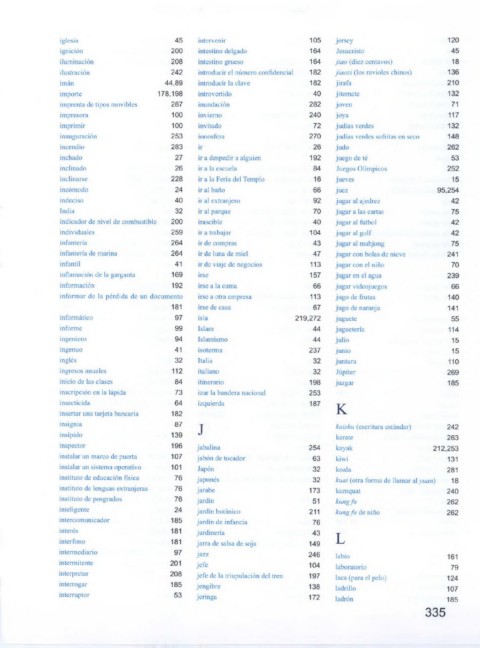 iglesia 45
ignición 200
iluminación 208
ilustración 242
imán 44,89
importe 178,198
imprenta de tipos movibles 287
impresora 100
imprimir 100
inauguración 253
incendio 283
inchado 27
inclinado 26
inclinarse 228
incómodo 24
incoloro 40
India 32
indicador de nivel de combustible 200
individuales 259
infantería 264
infantería de marina 264
infantil 41
inflamación de la garganta 169
información 192
informar de la pérdida de un documento
181
informático 97
informe 99
ingeniero 94
ingenuo 41
inglés 32
ingresos anuales 112
inicio de las clases 84
inscripción en la lápida 73
insecticida 64
insertar una tarjeta bancaria 182
insignia 87
insípido 139
inspector 196
instalar un marco de puerta 107
instalar un sistema operativo 101
instituto de educación física 76
instituto de lenguas extranjeras 76
instituto de posgrados 76
inteligente 24
intercomunicador 185
interés 181
interfono 181
intermediario 97
intermitente 201
interpretar 208
interrogar 185
interruptor 53
intervenir 105
intestino delgado 164
intestino grueso 164
introducir el número confidencial 182
introducir la clave 182
introvertido 40
inundación 282
invierno 240
invitado 72
ionosfera 270
ir 26
ir a despedir a alguien 192
ir a la escuela 84
ir a la Feria del Templo 16
ir al baño 66
ir al extranjero 92
ir al parque 70
irascible 40
ir a trabajar 104
ir de compras 43
ir de luna de miel 47
ir de viaje de negocios 113
irse 157
irse a la cama 66
irse a otra empresa 113
irse de casa 67
isla 219,272
Islam 44
Islamismo 44
isoterma 237
Italia 32
italiano 32
itinerario 198
izar la bandera nacional 253
izquierda 187
J
jabalina 254
jabón de tocador 63
Japón 32
japonés 32
jarabe 173
jardín 51
jardín botánico 211
jardín de infancia 76
jardinería 43
jarra de salsa de soja 149
jazz 246
jefe 104
jefe de la tripulación del tren 197
jengibre 138
jeringa 172
jersey 120
Jesucristo 45
jiao (diez centavos) 18
jiaozi (los ravioles chinos) 136
jirafa 210
jitomate 132
joven 71
joya 117
judías verdes 132
judías verdes sofritas en seco 148
judo 262
juego de té 53
Juegos Olímpicos 252
jueves 15
juez 95,254
jugar al ajedrez 42
jugar a las cartas 75
jugar al fútbol 42
jugar al golf 42
jugar al mahjong 75
jugar con bolas de nieve 241
jugar con el niño 70
jugar en el agua 239
jugar videojuegos 66
jugo de frutas 140
jugo de naranja 141
juguete 55
juguetería 114
julio 15
junio 15
juntura 110
Júpiter 269
juzgar 185
K
kaishu (escritura estándar) 242
karate 263
kayak 212,253
kiwi 131
koala 281
kuai (otra forma de llamar al yuan) 18
kumquat 240
kung fu 262
kung fu de niño 262
L
labio 161
laboratorio 79
laca (para el pelo) 124
ladrillo 107
ladrón 185
335